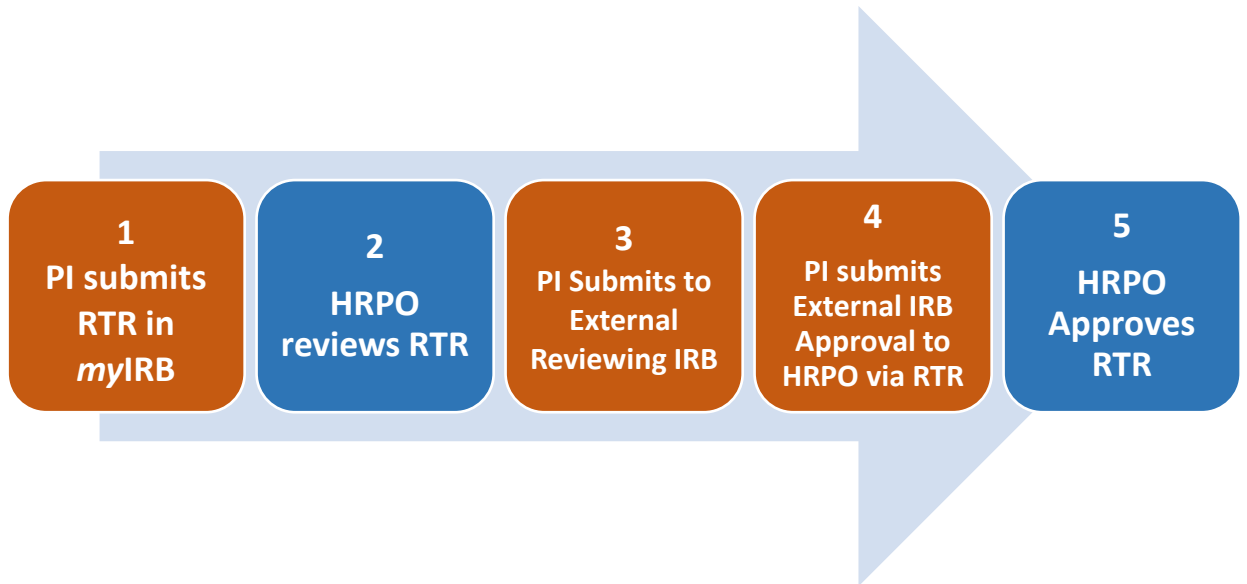 1
PI submits
RTR in
myIRB
2
HRPO
reviews RTR
3
PI Submits to
External
Reviewing IRB
4
PI submits
External IRB
Approval to
HRPO via RTR
5
HRPO
Approves
RTR